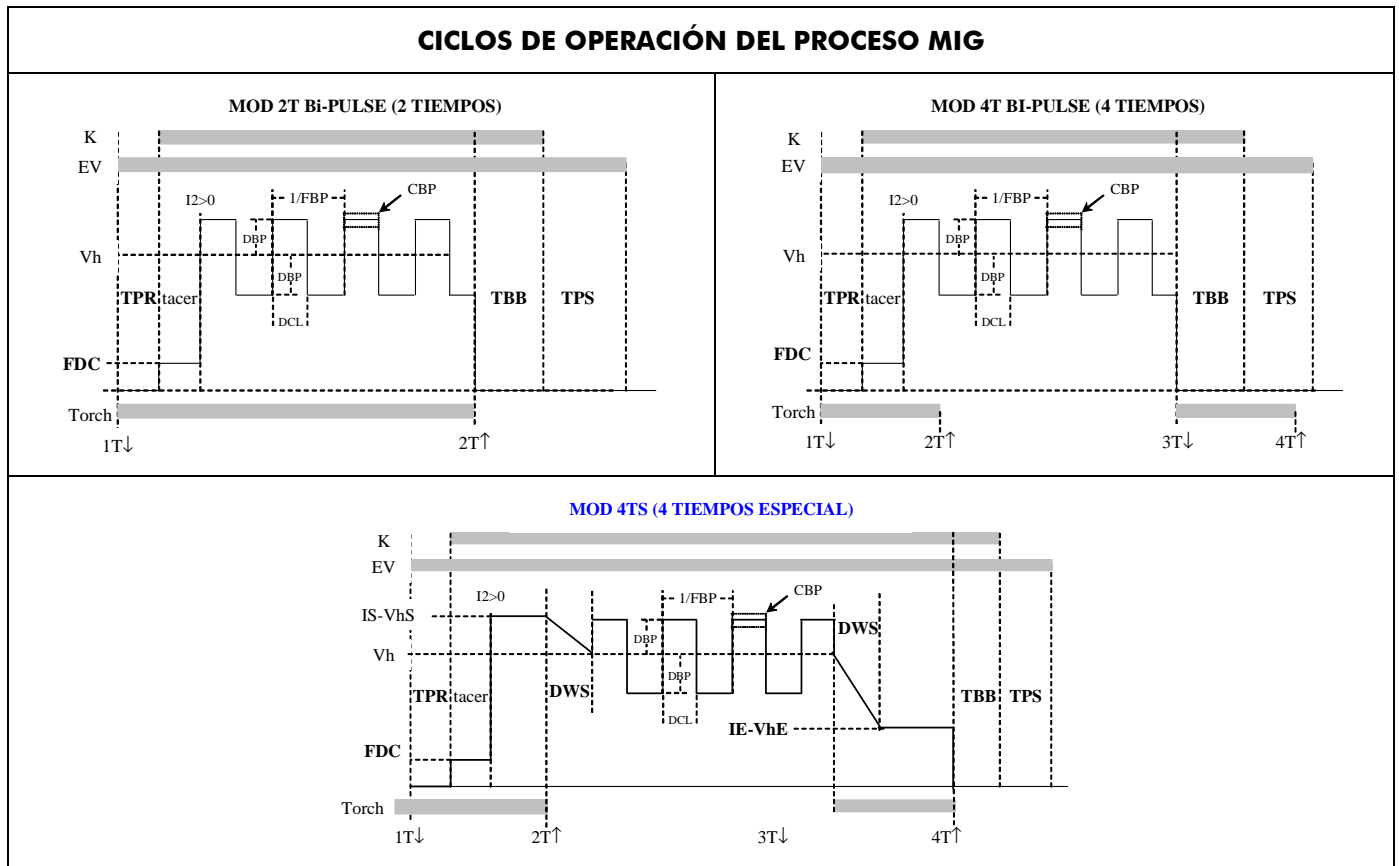 CICLOS DE OPERACIÓN DEL PROCESO MIG
MOD 2T Bi-PULSE (2 TIEMPOS)
K
EV
I2>0
1/FBP
CBP
DBP
Vh
DBP
TPR
tacer
TBB
TPS
DCL
FDC
Torch
1T↓
2T↑
MOD 4T BI-PULSE (4 TIEMPOS)
K
EV
I2>0
1/FBP
CBP
DBP
Vh
DBP
TPR
tacer
TBB
TPS
DCL
FDC
Torch
1T↓
2T↑
3T↓
4T↑
MOD 4TS (4 TIEMPOS ESPECIAL)
K
EV
I2>0
1/FBP
CBP
IS-VhS
DBP
DWS
Vh
DBP
TPR
tacer
DWS
TBB
TPS
DCL
IE-VhE
FDC
Torch
1T↓
2T↑
3T↓
4T↑